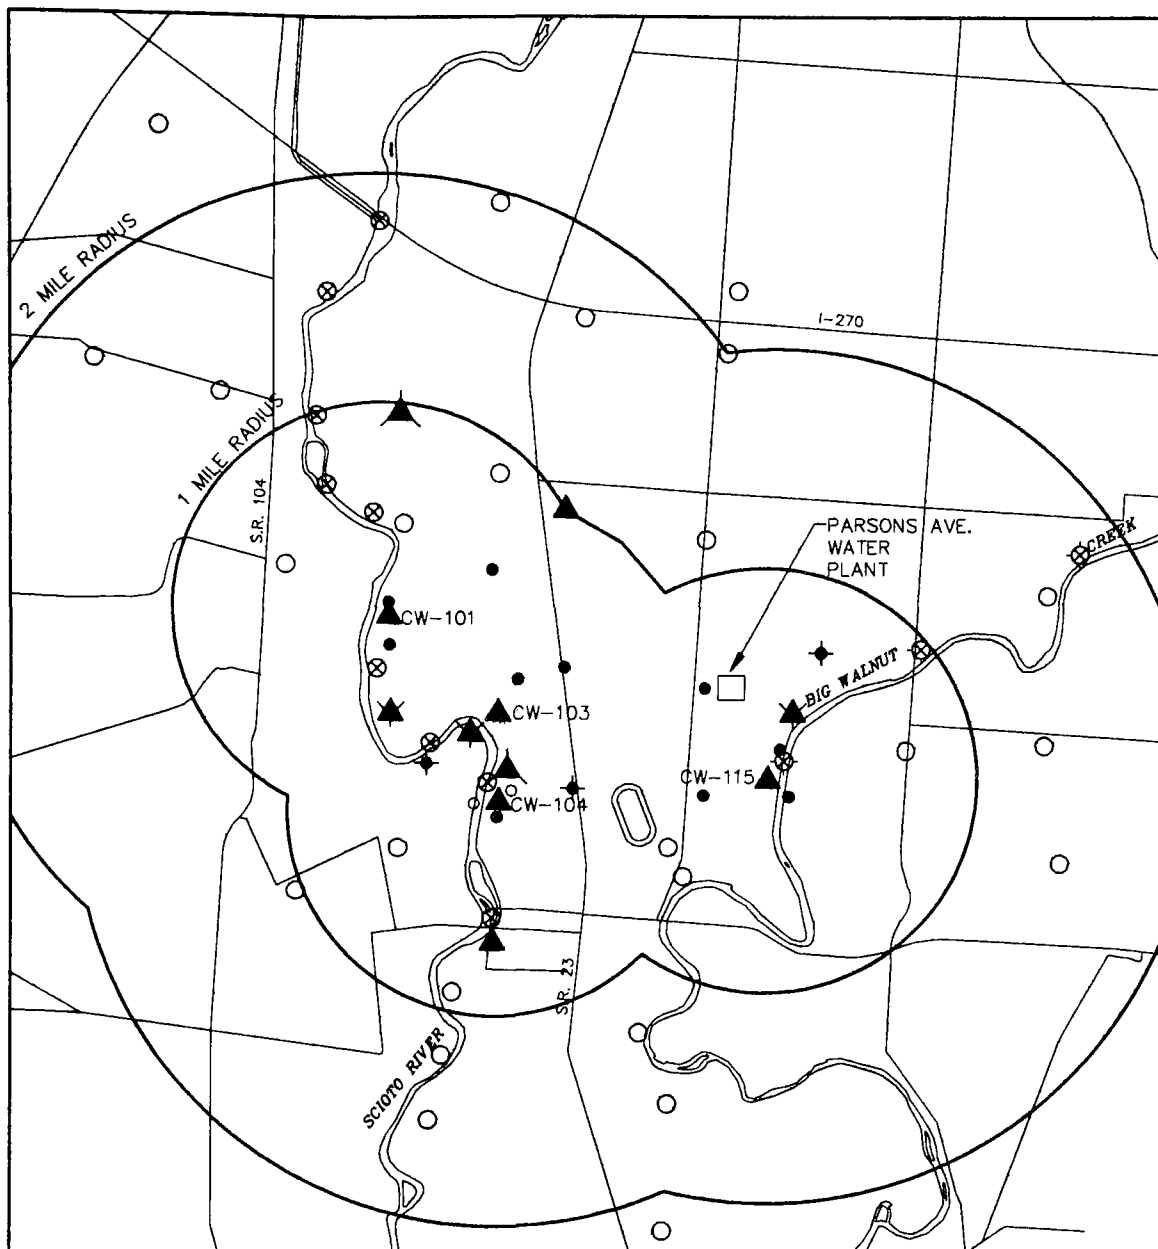 2 MILE RADIUS
I-270
1 MILE RADIUS
S.R. 104
PARSONS AVE.
WATER
PLANT
CREEK
CW-101
BIG WALNUT
CW-103
CW-115
CW-104
S.R. 23
SCIOTO RIVER